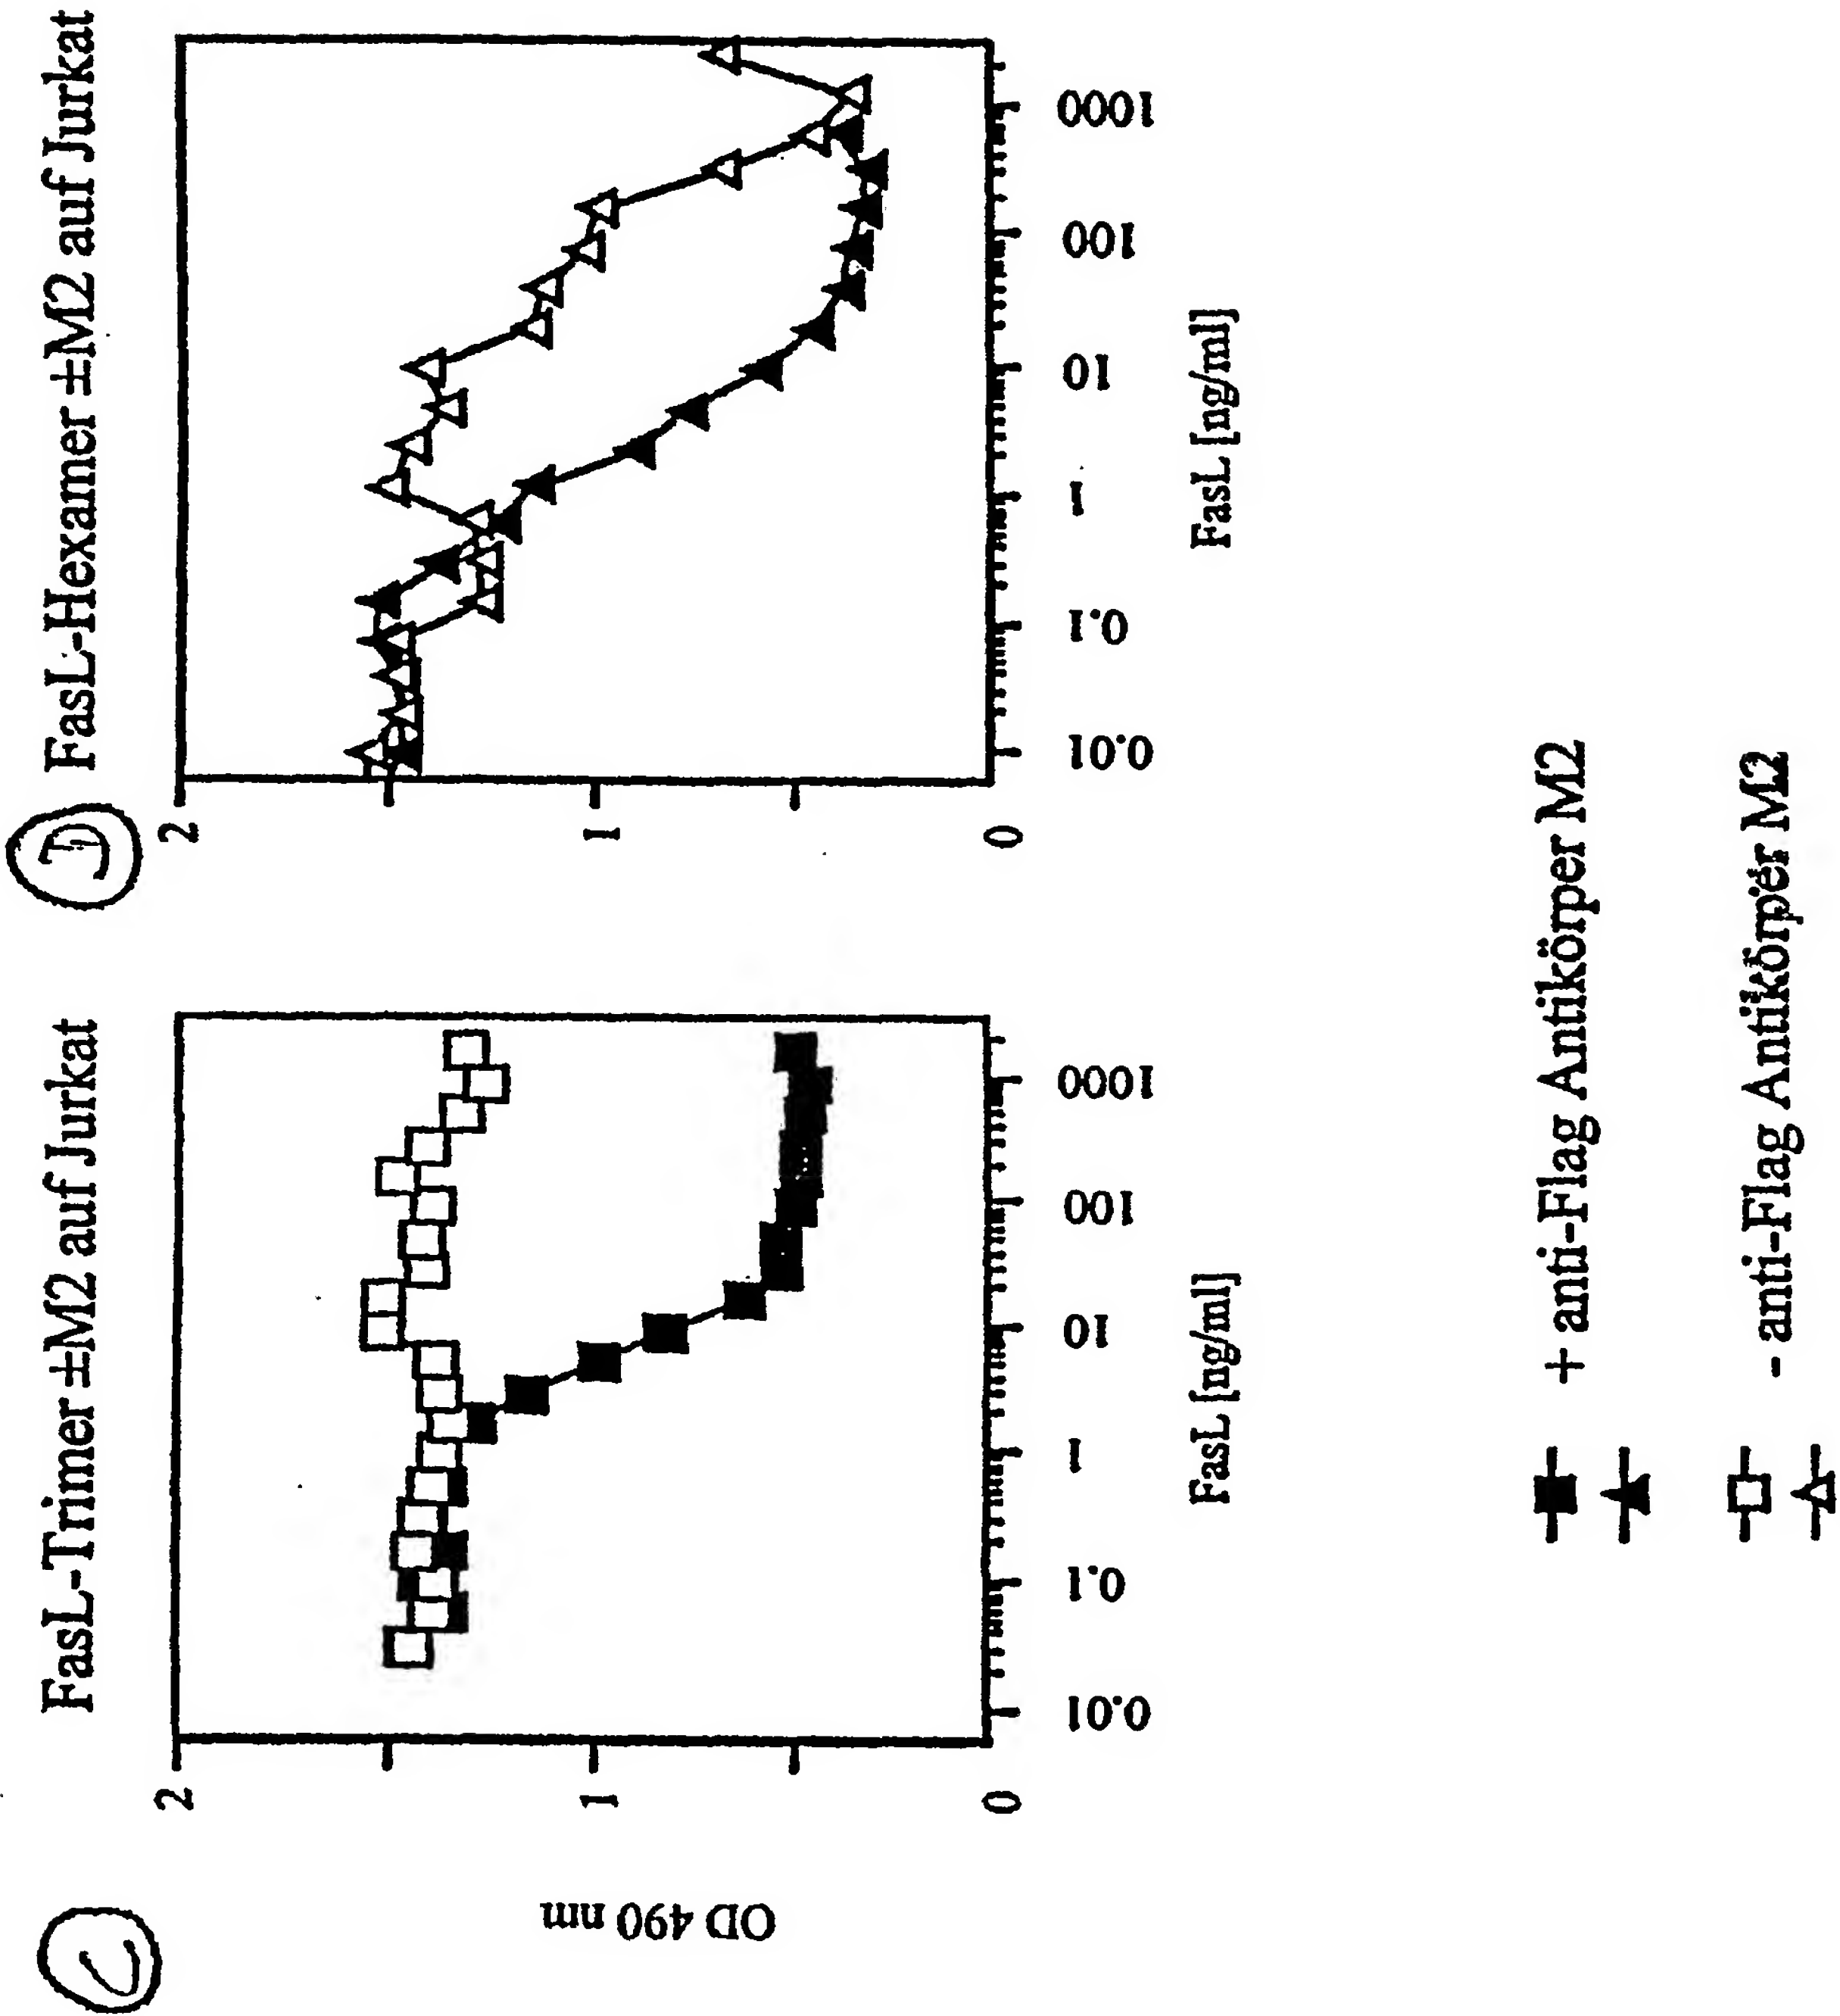 C
FasL-Trimer ±M2 auf Jurkat
OD 490 nm
2
1
0
0.01
0.1
1
10
100
1000
FasL [ng/ml]
D
FasL-Hexamer ±M2 auf Jurkat
2
1
0
0.01
0.1
1
10
100
1000
FasL [ng/ml]
+ anti-Flag Antikörper M2
- anti-Flag Antikörper M2